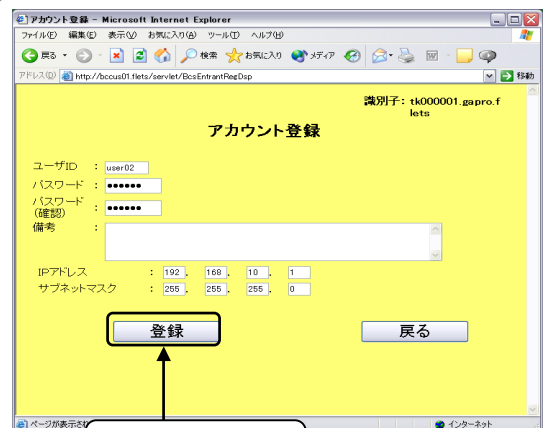 アカウント登録 - Microsoft Internet Explorer
ファイル(F) 編集(E) 表示(V) お気に入り(A) ツール(T) ヘルプ(H)
戻る 検索 お気に入り メディア
アドレス(D) http://bccus01.flets/servlet/BcsEntrantRegDsp 移動
識別子: tk000001.gapro.f
lets
アカウント登録
ユーザID : user02
パスワード : ●●●●●●
パスワード
(確認) : ●●●●●●
備考 :
IPアドレス : 192 . 168 . 10 . 1
サブネットマスク : 255 . 255 . 255 . 0
登録 戻る
ページが表示され インターネット